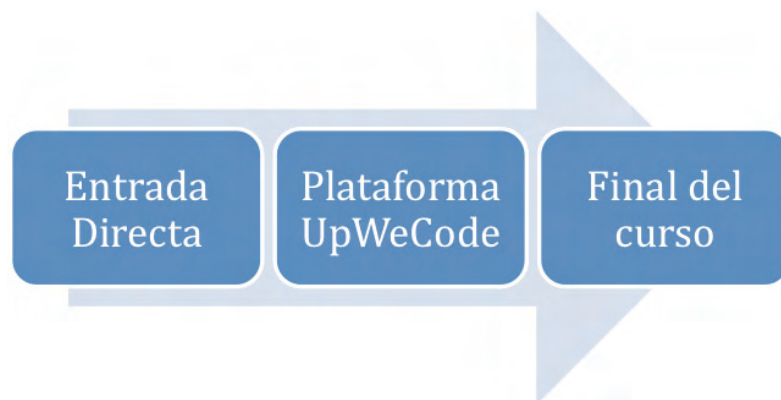 Entrada
Directa
Plataforma
UpWeCode
Final del
curso